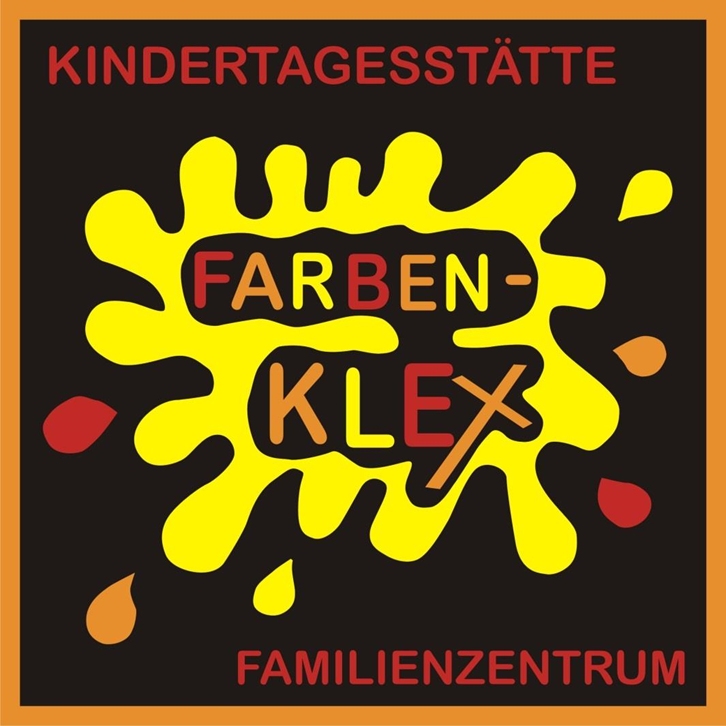 KINDERTAGESSTÄTTE
FARBEN-
KLEX
FAMILIENZENTRUM